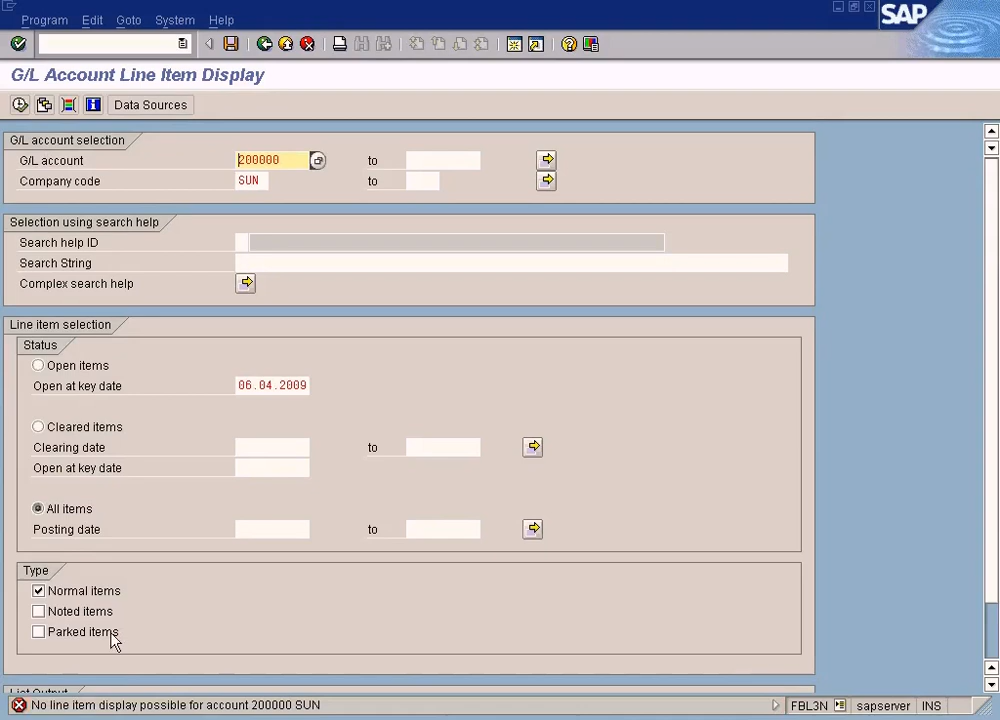 Program Edit Goto System Help
SAP
G/L Account Line Item Display
Data Sources
G/L account selection
G/L account 200000 to
Company code SUN to
Selection using search help
Search help ID
Search String
Complex search help
Line item selection
Status
Open items
Open at key date 06.04.2009
Cleared items
Clearing date to
Open at key date
All items
Posting date to
Type
Normal items
Noted items
Parked items
List Output
No line item display possible for account 200000 SUN FBL3N sapserver INS